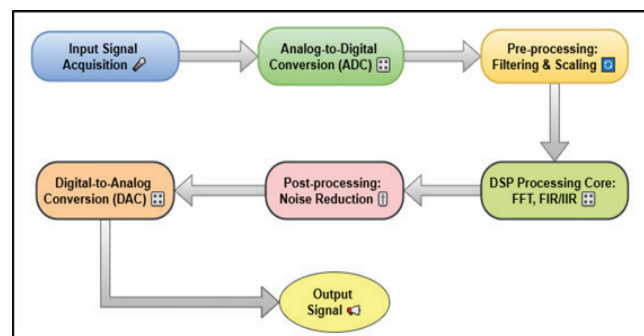 Input Signal
Acquisition
Analog-to-Digital
Conversion (ADC)
Pre-processing:
Filtering & Scaling
DSP Processing Core:
FFT, FIR/IIR
Post-processing:
Noise Reduction
Digital-to-Analog
Conversion (DAC)
Output
Signal